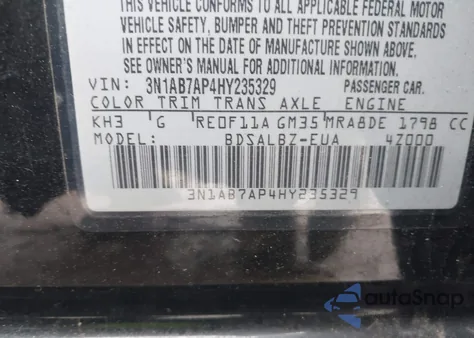 THIS VEHICLE CONFORMS TO ALL APPLICABLE FEDERAL MOTOR
VEHICLE SAFETY, BUMPER AND THEFT PREVENTION STANDARDS
IN EFFECT ON THE DATE OF MANUFACTURE SHOWN ABOVE.
SEE OWNER'S MANUAL FOR ADDITIONAL INFORMATION.
VIN: 3N1AB7AP4HY235329 PASSENGER CAR.
COLOR TRIM TRANS AXLE ENGINE
KH3 G RE0F11A GM35 MRA8DE 1798 CC
MODEL: BDSALBZ-EUA 4Z000
3N1AB7AP4HY235329
autoSnap